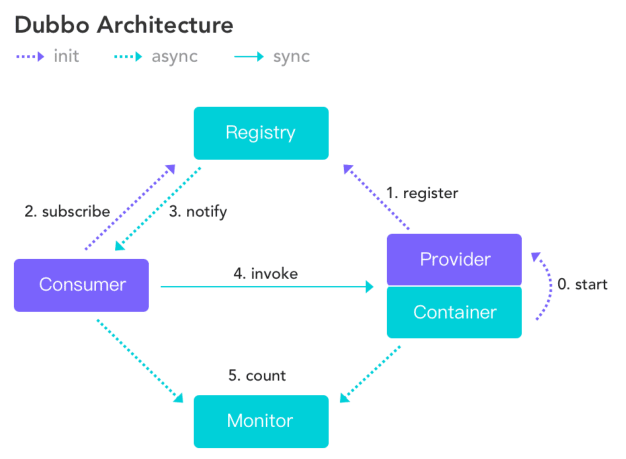 Dubbo Architecture
init async sync
Registry
1. register
2. subscribe 3. notify
Provider
Consumer 4. invoke 0. start
Container
5. count
Monitor